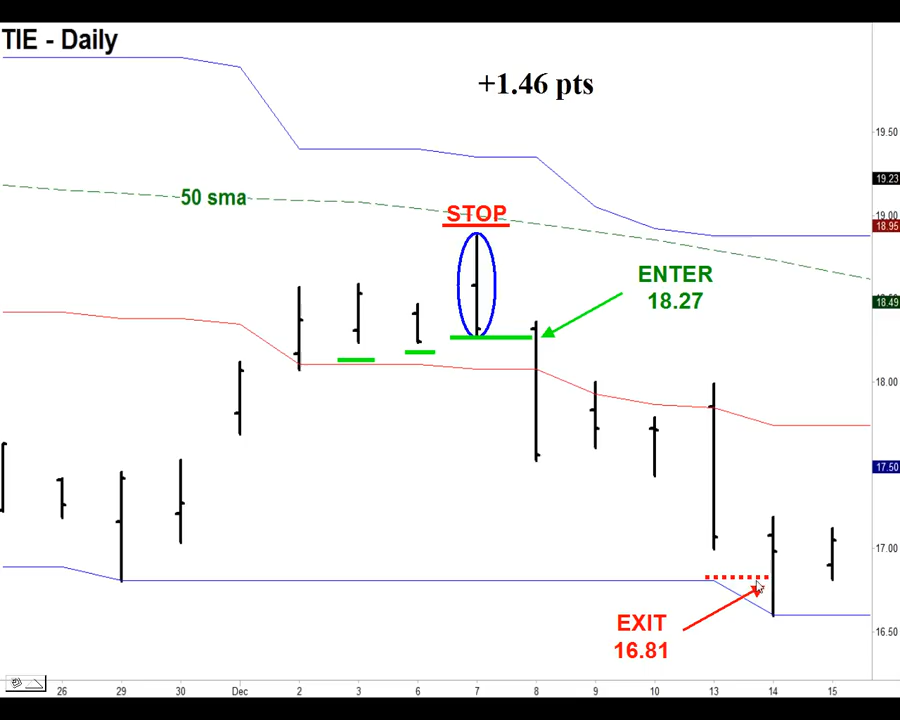 TIE - Daily
+1.46 pts
19.50
19.23
50 sma
STOP
19.00
18.95
ENTER
18.27
18.49
18.00
17.50
17.00
EXIT
16.81
16.50
26 29 30 Dec 2 3 6 7 8 9 10 13 14 15